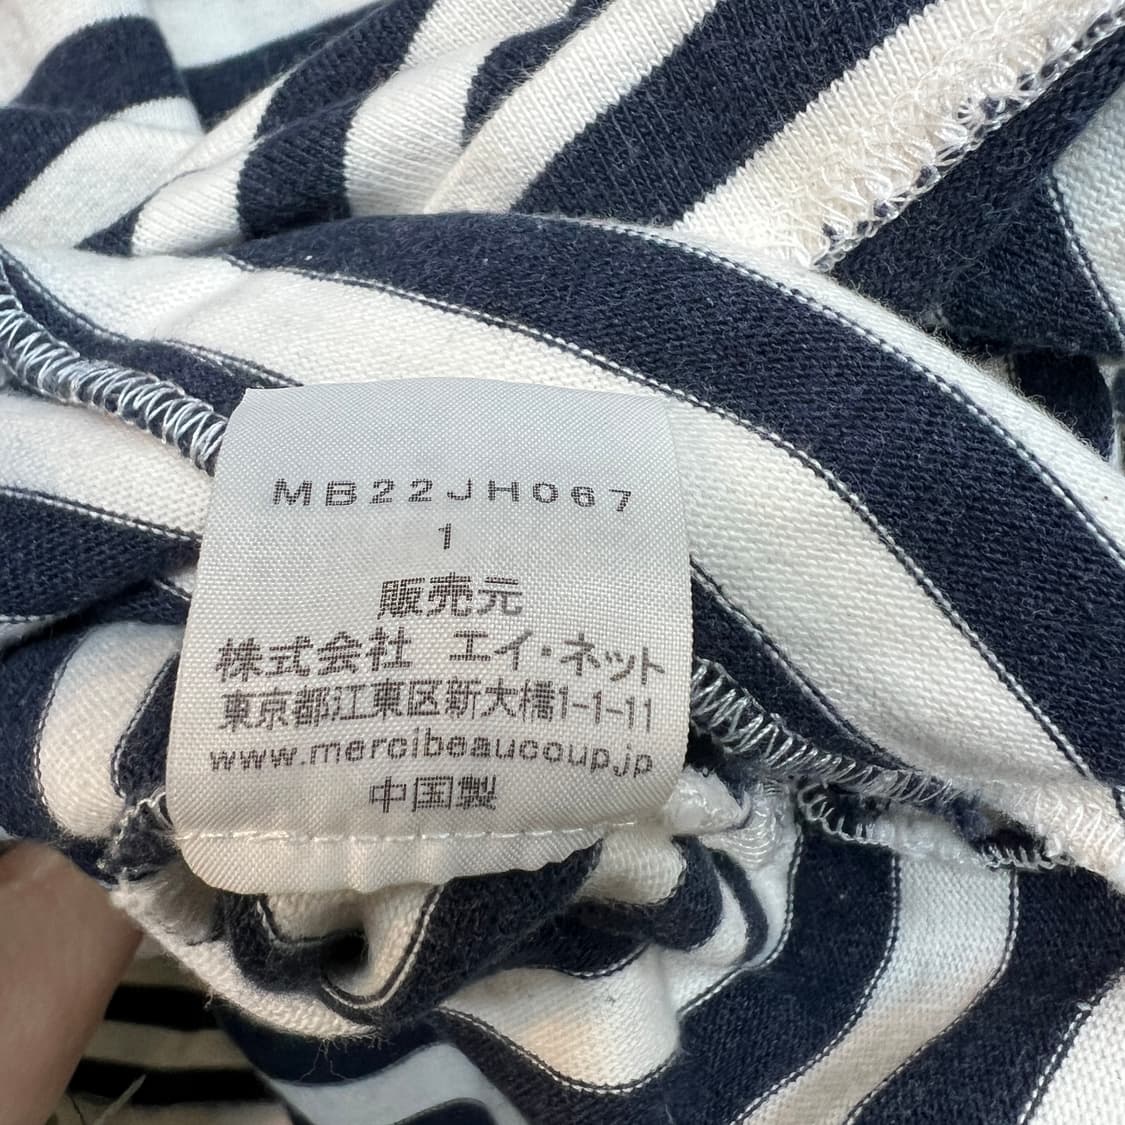 MB22JH067
1
販売元
株式会社 エイ・ネット
東京都江東区新大橋1-1-11
www.mercibeaucoup.jp
中国製